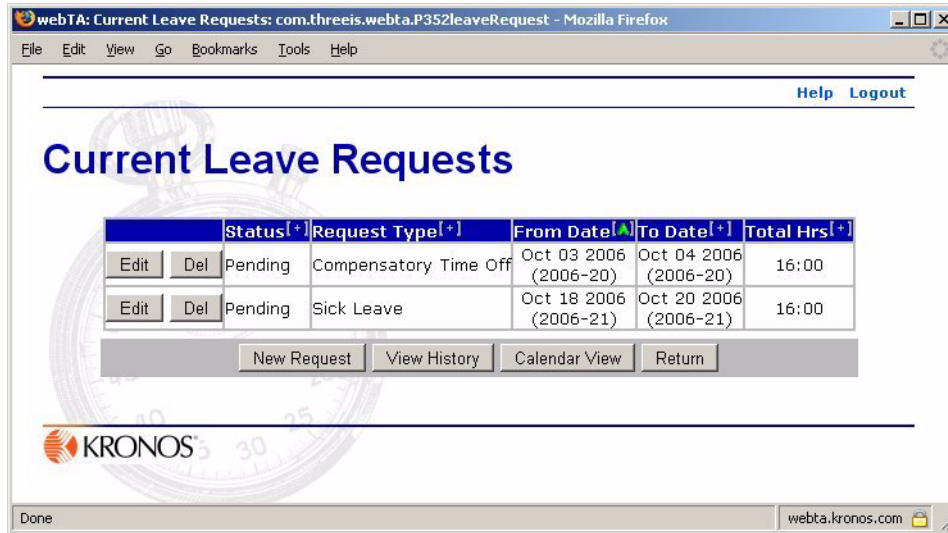 webTA: Current Leave Requests: com.threeis.webta.P352leaveRequest - Mozilla Firefox
File Edit View Go Bookmarks Tools Help
Help Logout
Current Leave Requests
Status[+] Request Type[+] From Date[^] To Date[+] Total Hrs[+]
Edit Del Pending Compensatory Time Off Oct 03 2006 (2006-20) Oct 04 2006 (2006-20) 16:00
Edit Del Pending Sick Leave Oct 18 2006 (2006-21) Oct 20 2006 (2006-21) 16:00
New Request View History Calendar View Return
10 5 30 25
KRONOS
Done webta.kronos.com